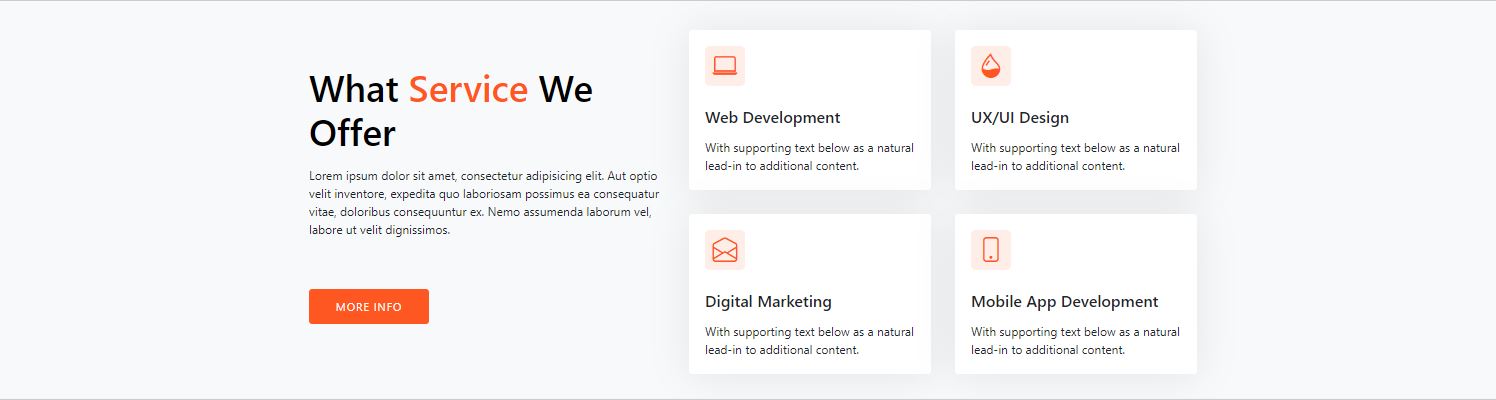 What Service We
Offer
Lorem ipsum dolor sit amet, consectetur adipisicing elit. Aut optio
velit inventore, expedita quo laboriosam possimus ea consequatur
vitae, doloribus consequuntur ex. Nemo assumenda laborum vel,
labore ut velit dignissimos.
MORE INFO
Web Development
With supporting text below as a natural
lead-in to additional content.
UX/UI Design
With supporting text below as a natural
lead-in to additional content.
Digital Marketing
With supporting text below as a natural
lead-in to additional content.
Mobile App Development
With supporting text below as a natural
lead-in to additional content.